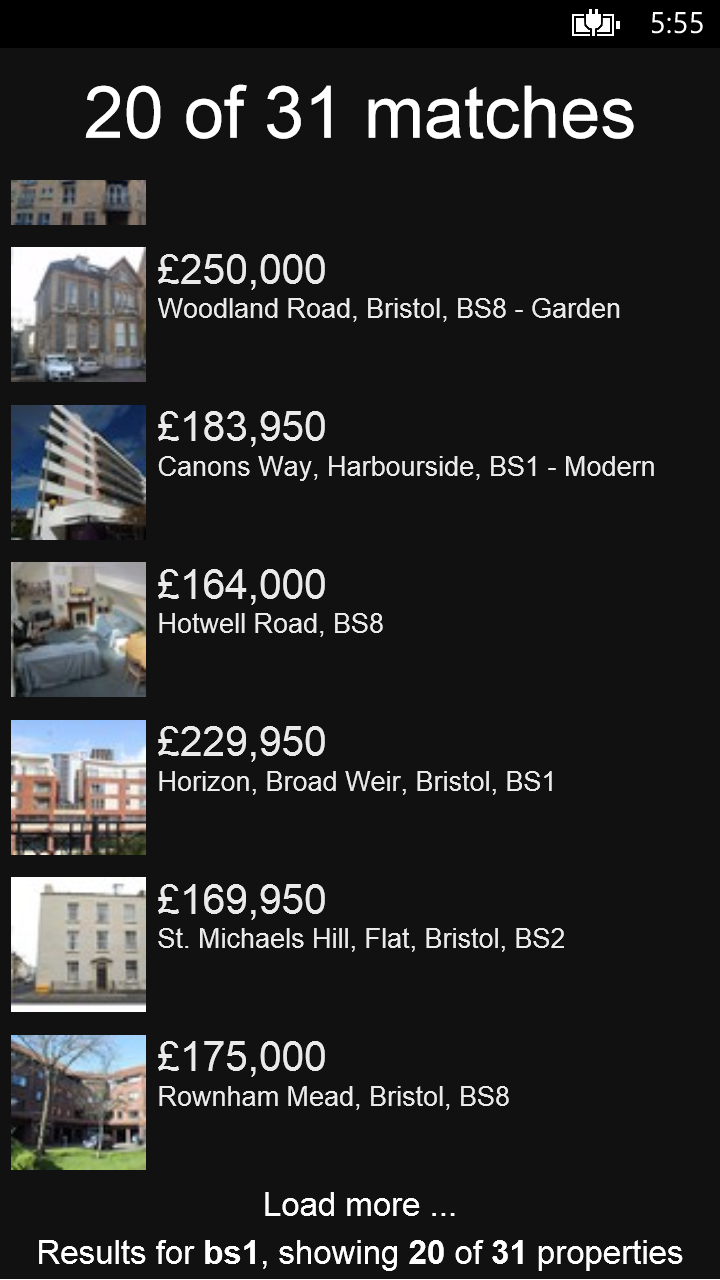 5:55
20 of 31 matches
£250,000
Woodland Road, Bristol, BS8 - Garden
£183,950
Canons Way, Harbourside, BS1 - Modern
£164,000
Hotwell Road, BS8
£229,950
Horizon, Broad Weir, Bristol, BS1
£169,950
St. Michaels Hill, Flat, Bristol, BS2
£175,000
Rownham Mead, Bristol, BS8
Load more ...
Results for bs1, showing 20 of 31 properties